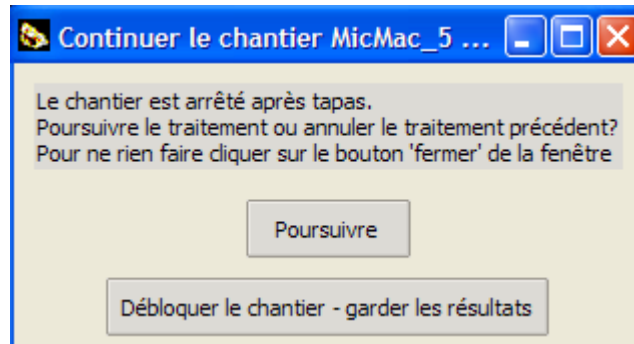 Continuer le chantier MicMac_5 ...
Le chantier est arrêté après tapas.
Poursuivre le traitement ou annuler le traitement précédent?
Pour ne rien faire cliquer sur le bouton 'fermer' de la fenêtre
Poursuivre
Débloquer le chantier - garder les résultats